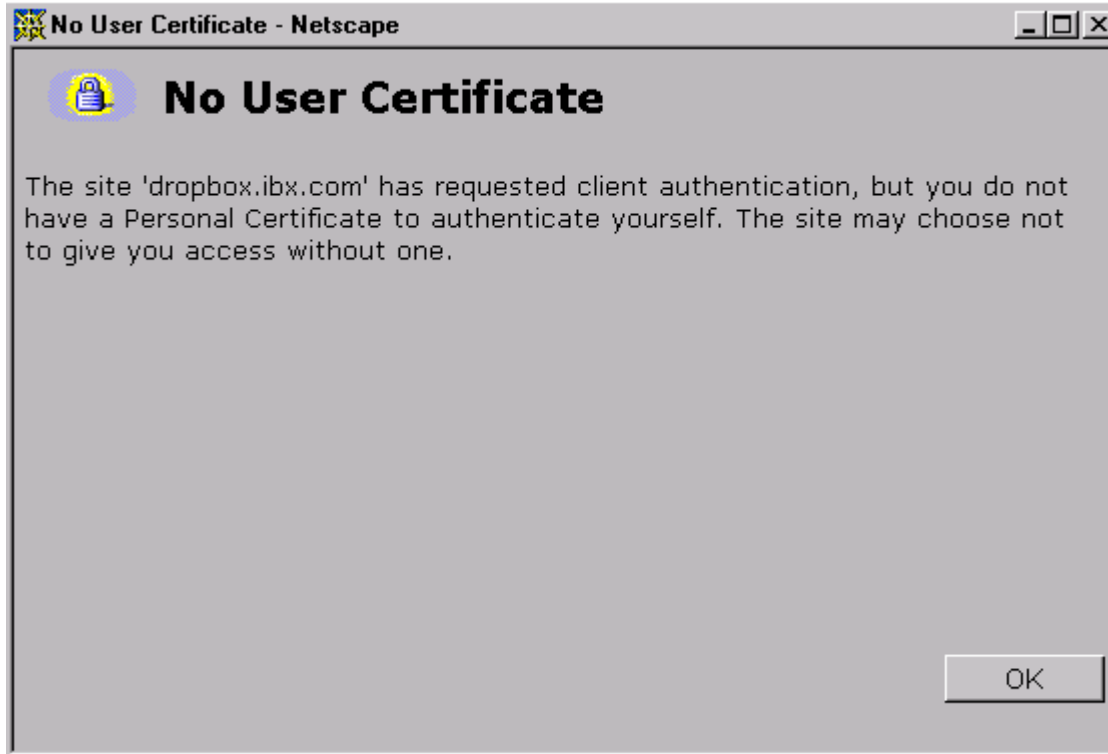 No User Certificate - Netscape
No User Certificate
The site 'dropbox.ibx.com' has requested client authentication, but you do not
have a Personal Certificate to authenticate yourself. The site may choose not
to give you access without one.
OK